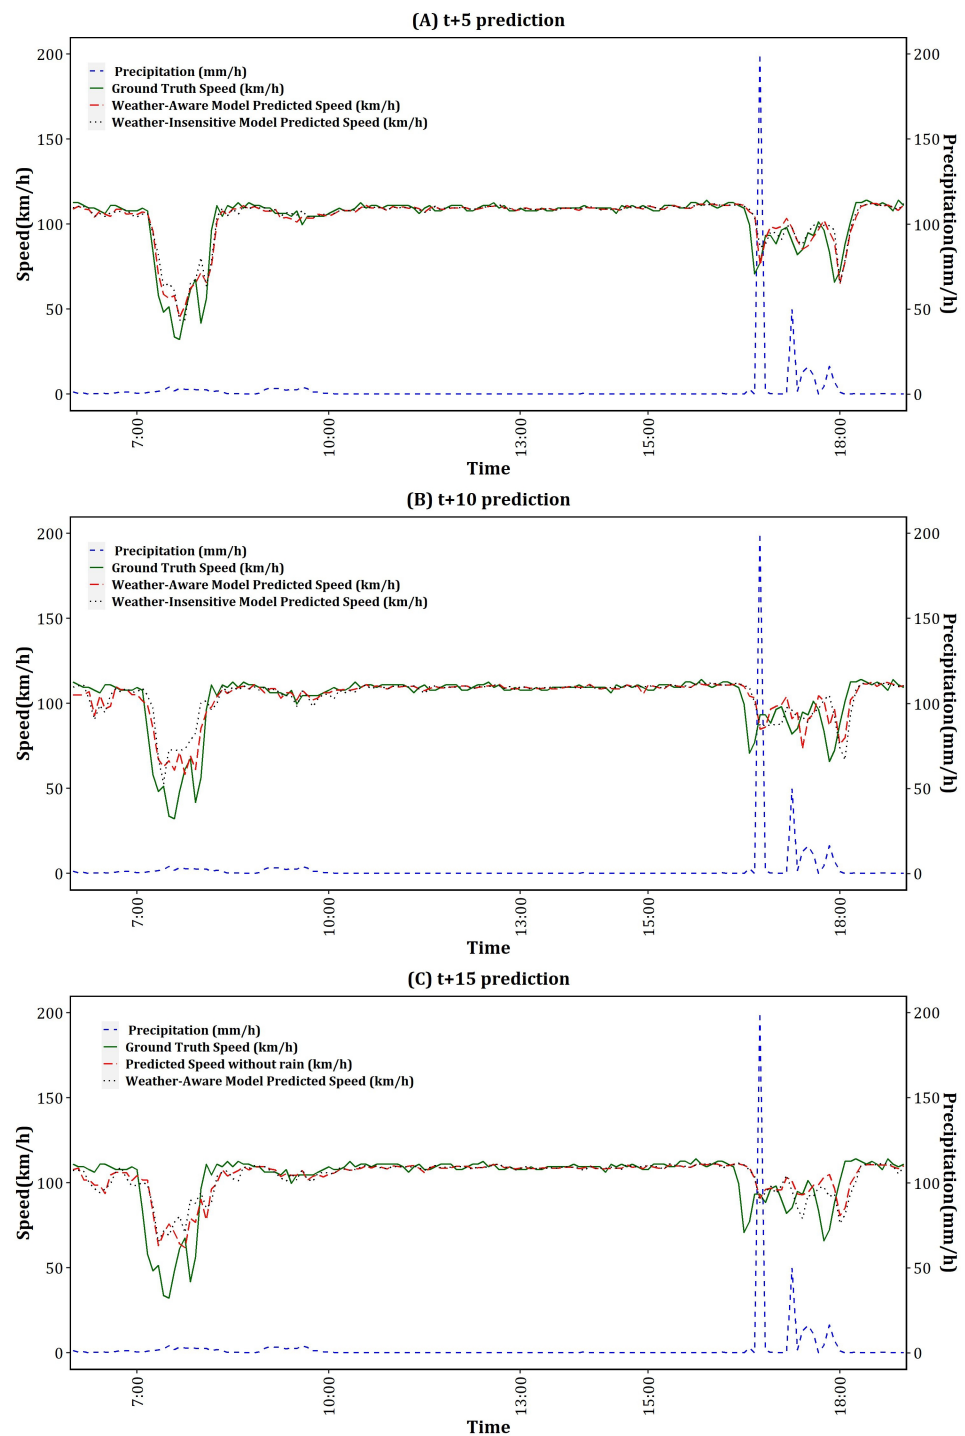 (A) t+5 prediction
200
150
100
50
0
Speed(km/h)
Precipitation (mm/h)
Ground Truth Speed (km/h)
Weather-Aware Model Predicted Speed (km/h)
Weather-Insensitive Model Predicted Speed (km/h)
200
150
100
50
0
Precipitation(mm/h)
7:00
10:00
13:00
15:00
18:00
Time
(B) t+10 prediction
200
150
100
50
0
Speed(km/h)
Precipitation (mm/h)
Ground Truth Speed (km/h)
Weather-Aware Model Predicted Speed (km/h)
Weather-Insensitive Model Predicted Speed (km/h)
200
150
100
50
0
Precipitation(mm/h)
7:00
10:00
13:00
15:00
18:00
Time
(C) t+15 prediction
200
150
100
50
0
Speed(km/h)
Precipitation (mm/h)
Ground Truth Speed (km/h)
Predicted Speed without rain (km/h)
Weather-Aware Model Predicted Speed (km/h)
200
150
100
50
0
Precipitation(mm/h)
7:00
10:00
13:00
15:00
18:00
Time